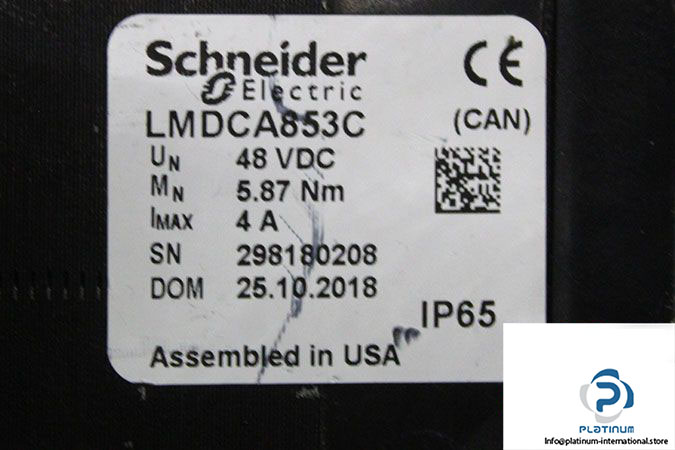 Schneider
Electric
LMDCA853C (CAN)
UN 48 VDC
MN 5.87 Nm
IMAX 4 A
SN 298180208
DOM 25.10.2018
IP65
Assembled in USA
PLATINUM
Info@platinum-international.store